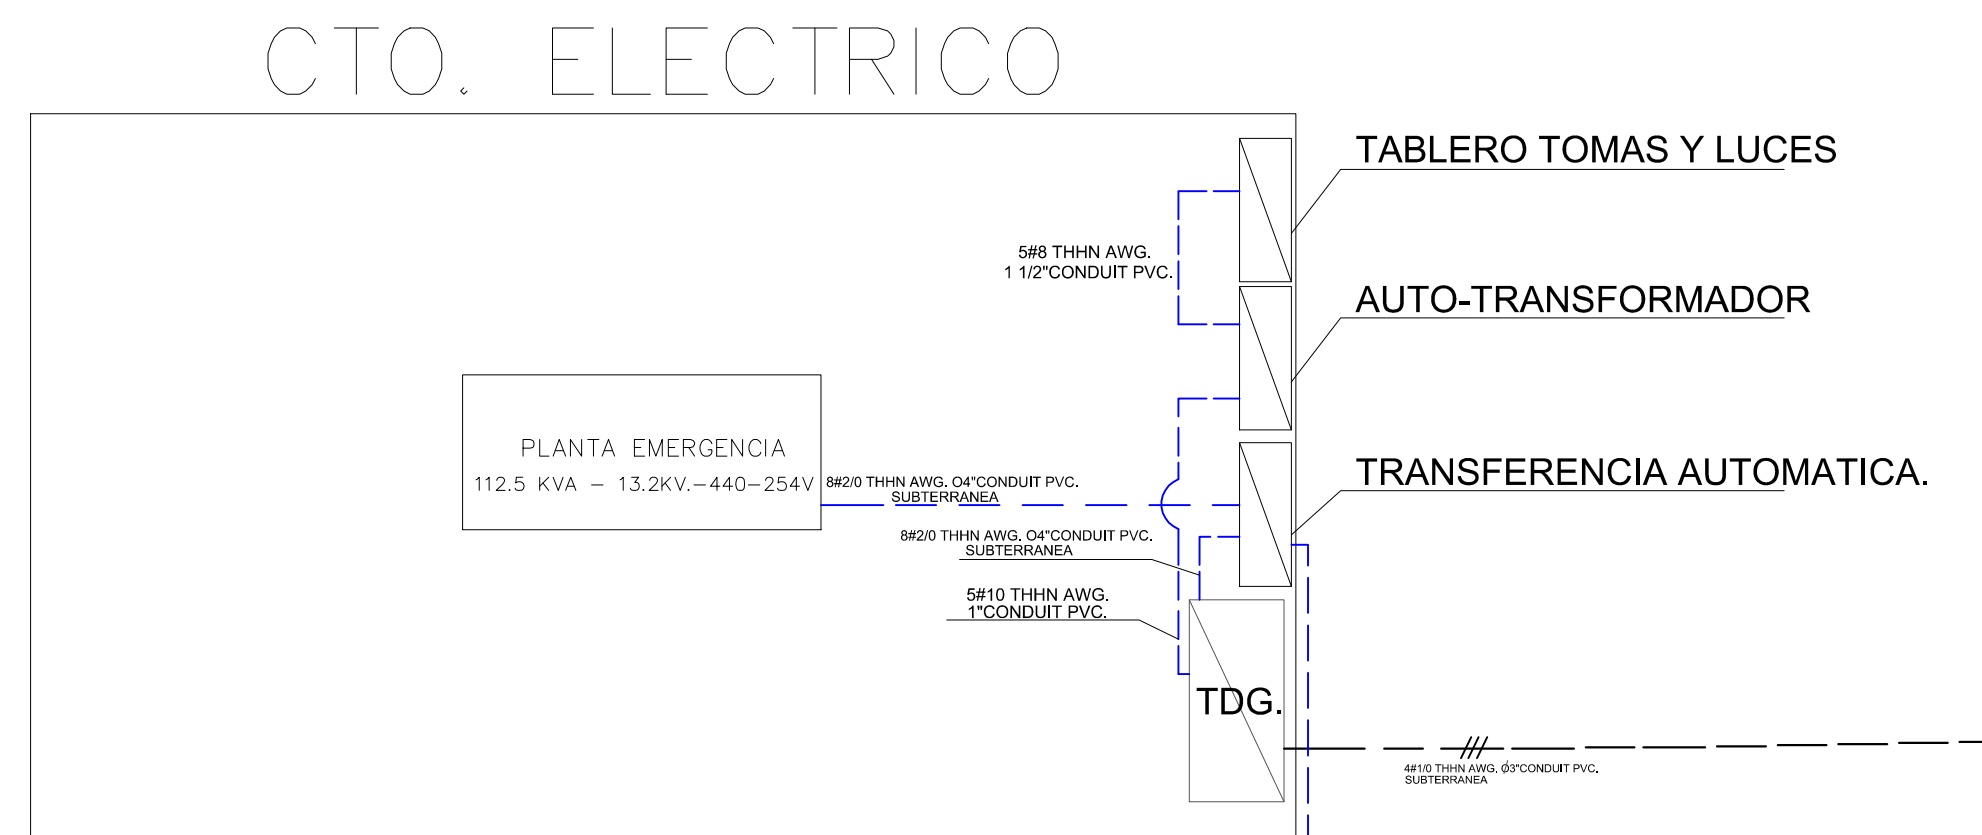 CTO. ELECTRICO
TABLERO TOMAS Y LUCES
5#8 THHN AWG.
1 1/2"CONDUIT PVC.
AUTO-TRANSFORMADOR
PLANTA EMERGENCIA
112.5 KVA - 13.2KV.-440-254V
8#2/0 THHN AWG. O4"CONDUIT PVC.
SUBTERRANEA
TRANSFERENCIA AUTOMATICA.
8#2/0 THHN AWG. O4"CONDUIT PVC.
SUBTERRANEA
5#10 THHN AWG.
1"CONDUIT PVC.
TDG.
4#1/0 THHN AWG. Ø3"CONDUIT PVC.
SUBTERRANEA